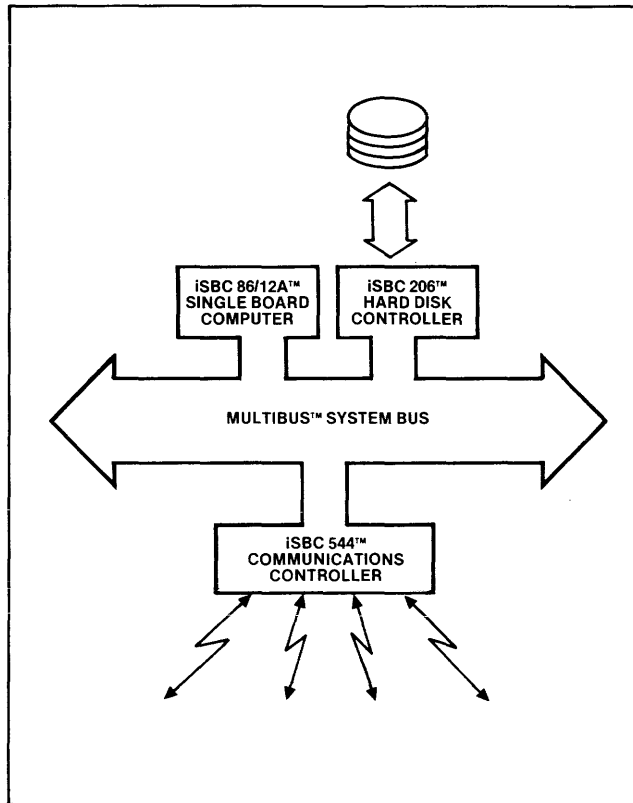 iSBC 86/12A™
SINGLE BOARD
COMPUTER
iSBC 206™
HARD DISK
CONTROLLER
MULTIBUS™ SYSTEM BUS
iSBC 544™
COMMUNICATIONS
CONTROLLER